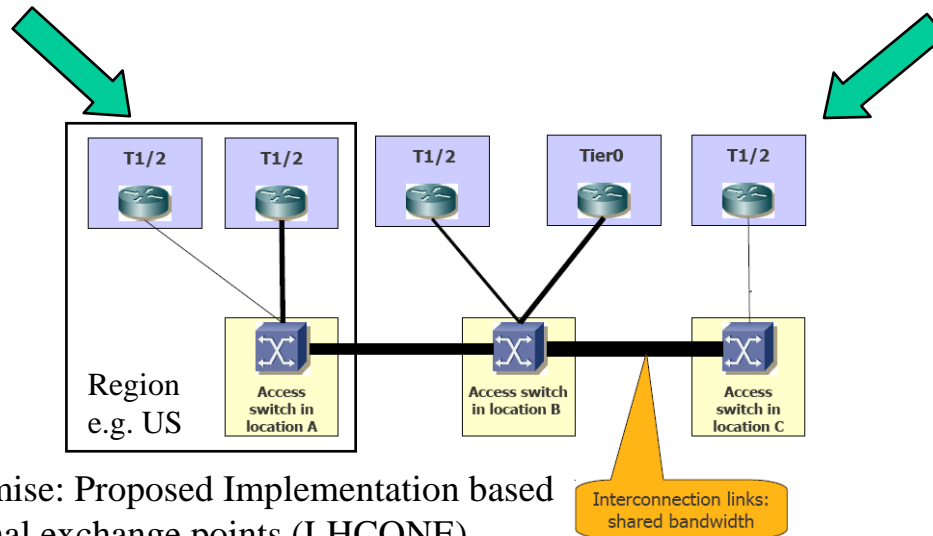 T1/2
T1/2
T1/2
Tier0
T1/2
Region
e.g. US
Access
switch in
location A
Access switch
in location B
Access
switch in
location C
mise: Proposed Implementation based
nal exchange points (LHCONE)
Interconnection links:
shared bandwidth